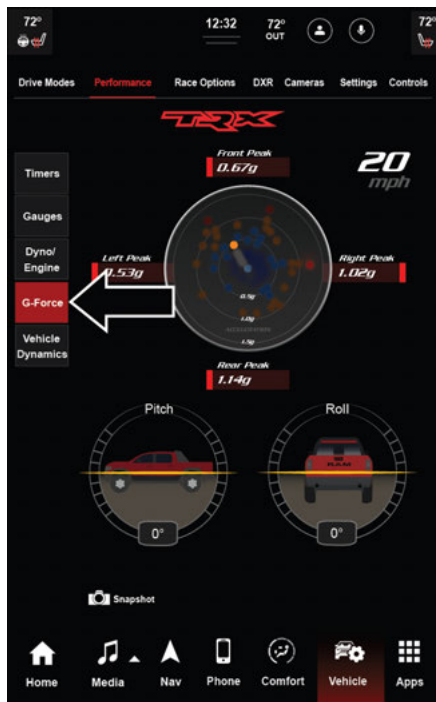 72°
12:32
72°
OUT
72°
Drive Modes
Performance
Race Options
DXR
Cameras
Settings
Controls
TRX
Timers
Gauges
Dyno/
Engine
G-Force
Vehicle
Dynamics
Front Peak
0.67g
20
mph
Left Peak
0.53g
Right Peak
1.02g
0.5g
1.0g
ACCELERATION
1.5g
Rear Peak
1.14g
Pitch
0°
Roll
RAM
0°
Snapshot
Home
Media
Nav
Phone
Comfort
Vehicle
Apps